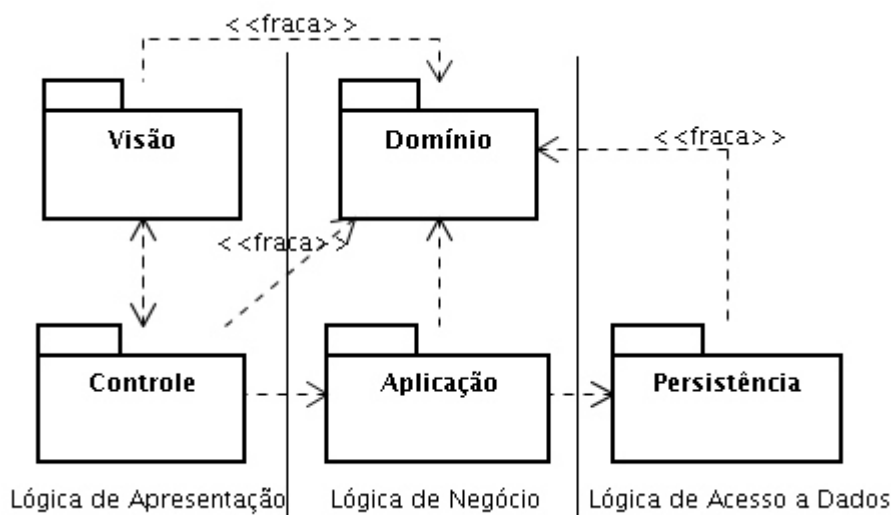 <<fraca>>
Visão
Domínio
<<fraca>>
<<fraca>>
Controle
Aplicação
Persistência
Lógica de Apresentação
Lógica de Negócio
Lógica de Acesso a Dados